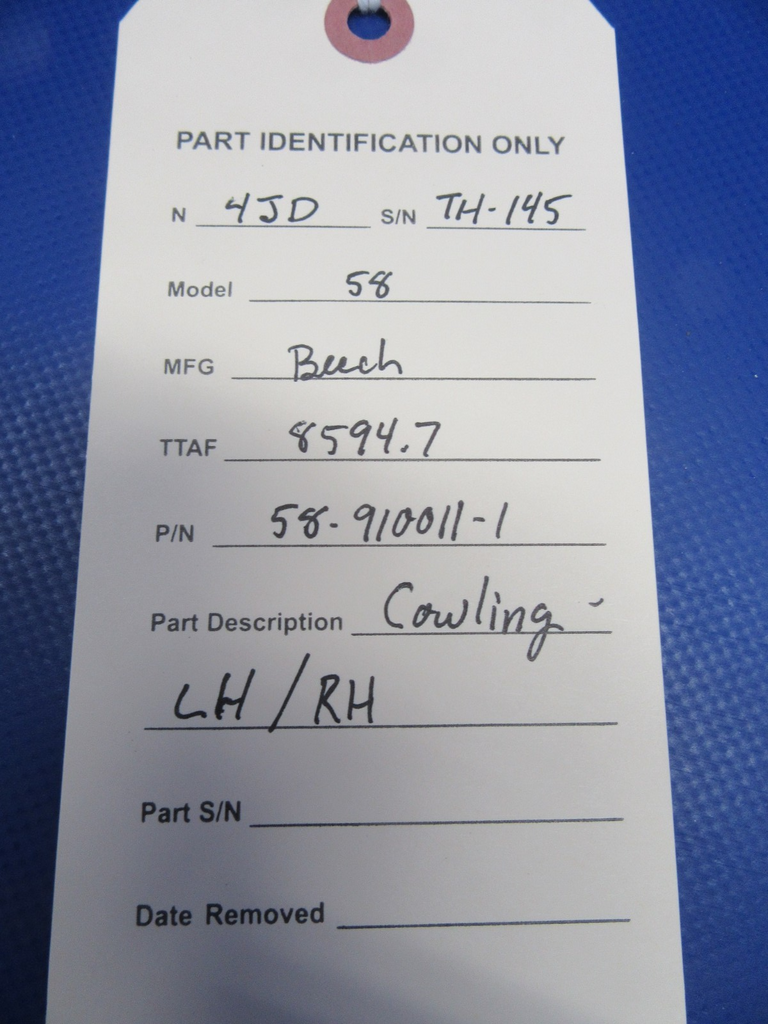 PART IDENTIFICATION ONLY
N 4JD S/N TH-145
Model 58
MFG Beech
TTAF 8594.7
P/N 58-910011-1
Part Description Cowling -
LH/RH
Part S/N
Date Removed